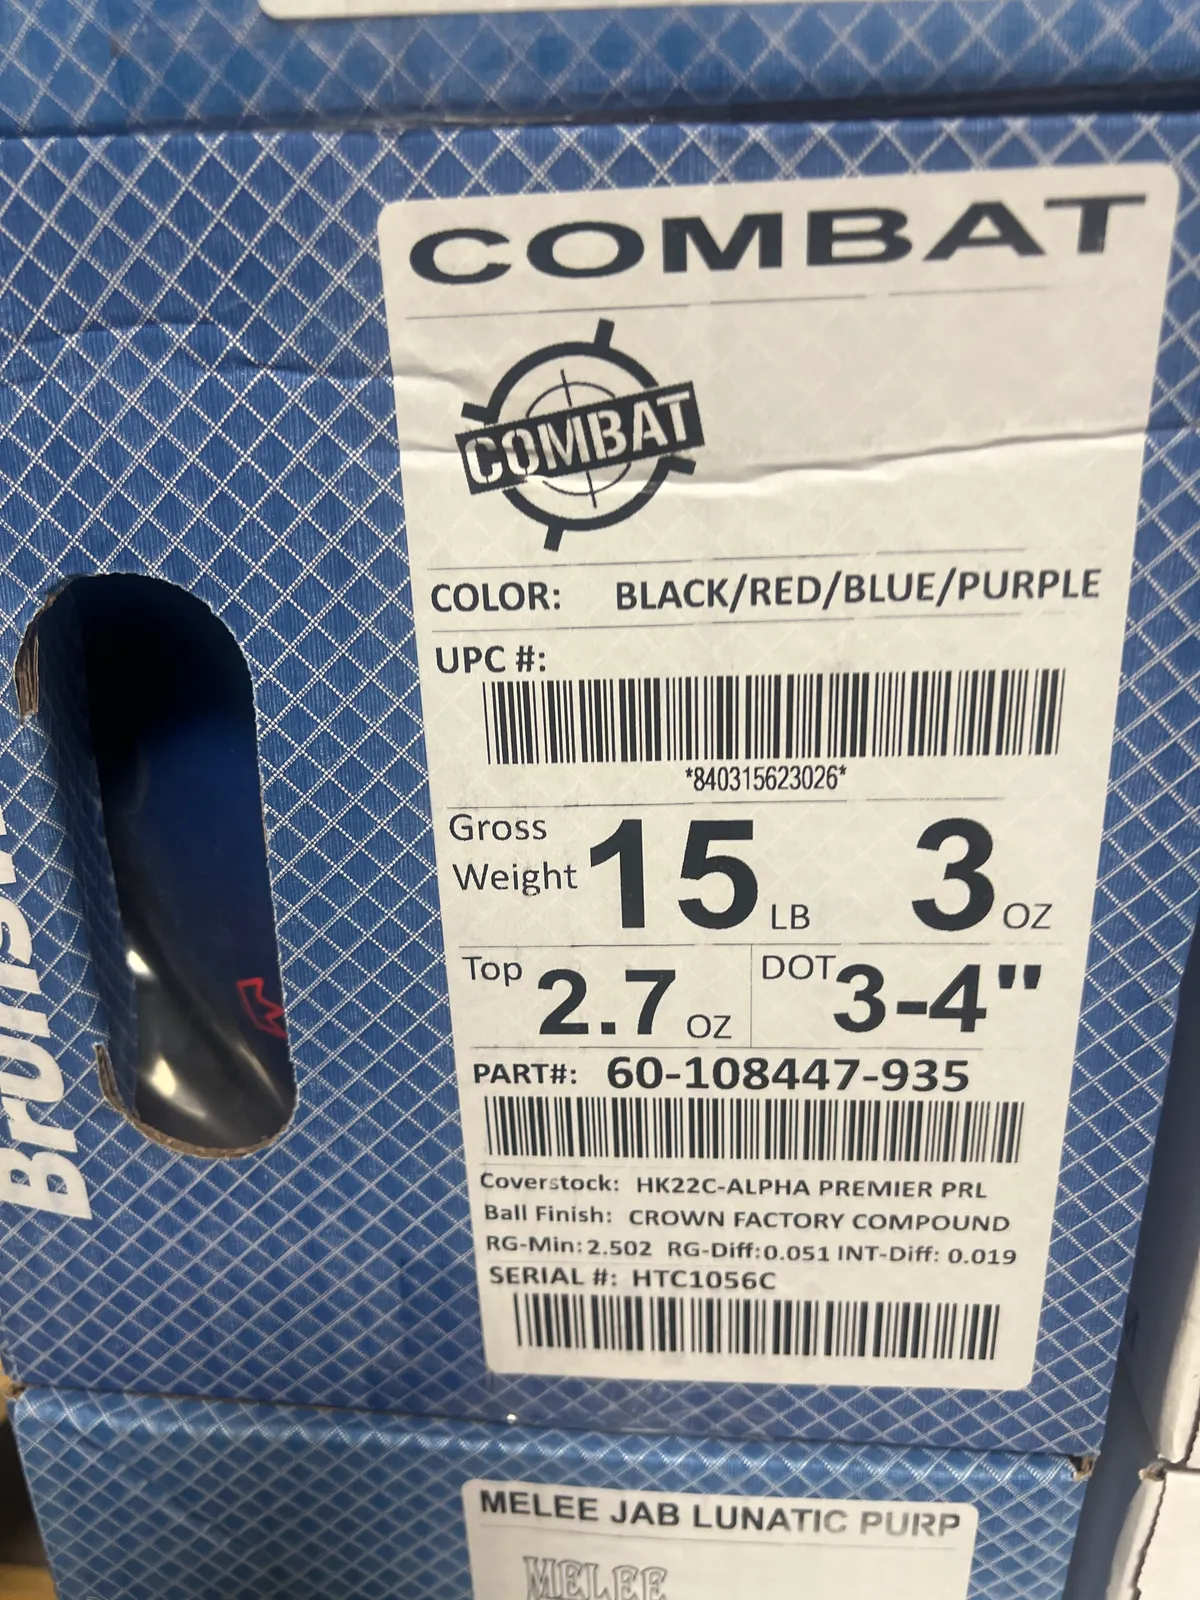 COMBAT
COMBAT
COLOR: BLACK/RED/BLUE/PURPLE
UPC #:
*840315623026*
Gross
Weight 15 LB 3 OZ
Top 2.7 OZ DOT 3-4"
PART#: 60-108447-935
Coverstock: HK22C-ALPHA PREMIER PRL
Ball Finish: CROWN FACTORY COMPOUND
RG-Min: 2.502 RG-Diff: 0.051 INT-Diff: 0.019
SERIAL #: HTC1056C
MELEE JAB LUNATIC PURP
MELEE